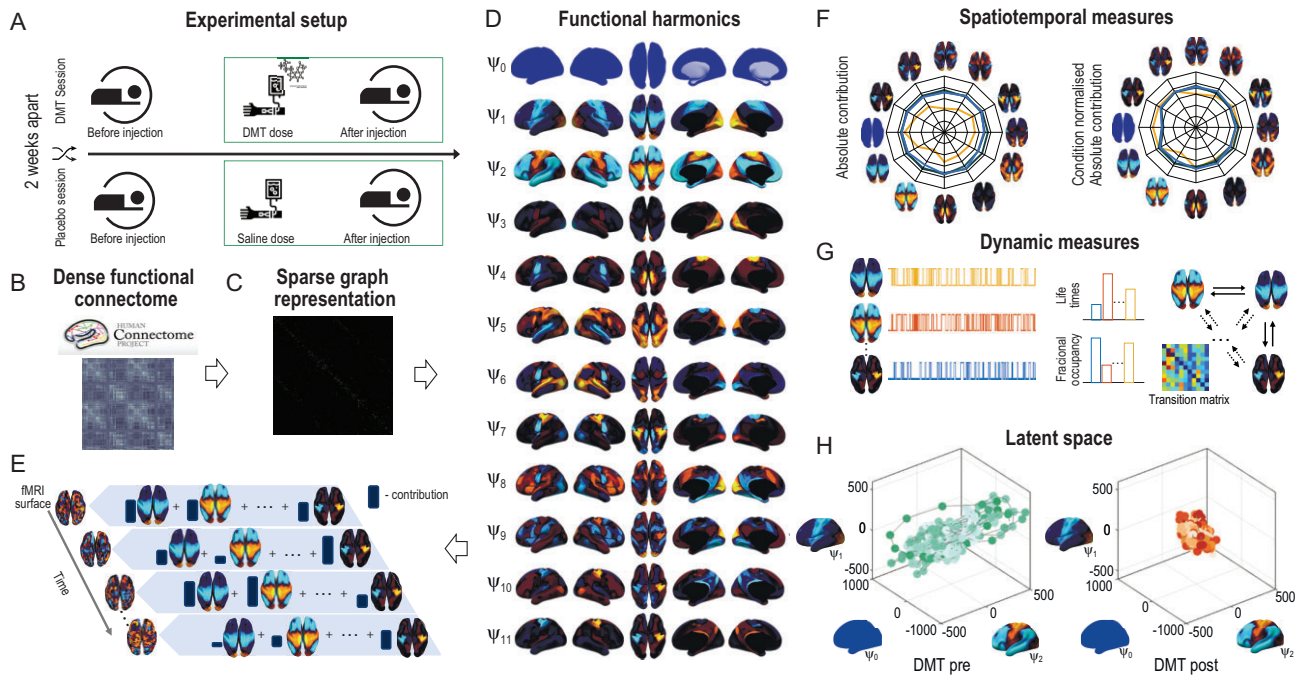 A
Experimental setup
2 weeks apart
DMT Session
Before injection
DMT dose
After injection
Placebo session
Before injection
Saline dose
After injection
B
Dense functional
connectome
HUMAN
Connectome
PROJECT
C
Sparse graph
representation
D
Functional harmonics
Ψ0
Ψ1
Ψ2
Ψ3
Ψ4
Ψ5
Ψ6
Ψ7
Ψ8
Ψ9
Ψ10
Ψ11
E
fMRI
surface
+ + ··· +
- contribution
+ + ··· +
Time
+ + ··· +
+ + ··· +
F
Spatiotemporal measures
Absolute contribution
Condition normalised
Absolute contribution
G
Dynamic measures
Life
times
Fracional
occupancy
Transition matrix
H
Latent space
500
0
-500
1000
0
-1000
-500
0
500
Ψ1
Ψ0
Ψ2
DMT pre
500
0
-500
1000
0
-1000
-500
0
500
Ψ1
Ψ0
Ψ2
DMT post